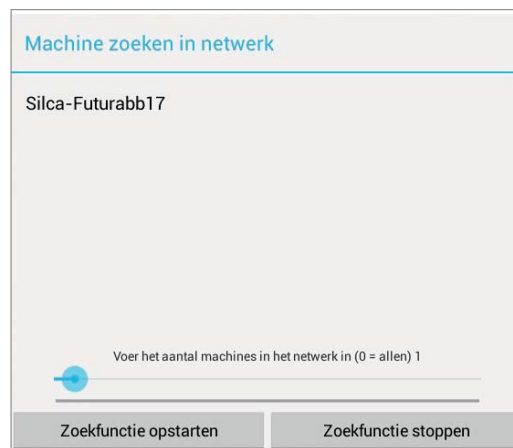 Machine zoeken in netwerk
Silca-Futurabb17
Voer het aantal machines in het netwerk in (0 = allen) 1
Zoekfunctie opstarten
Zoekfunctie stoppen